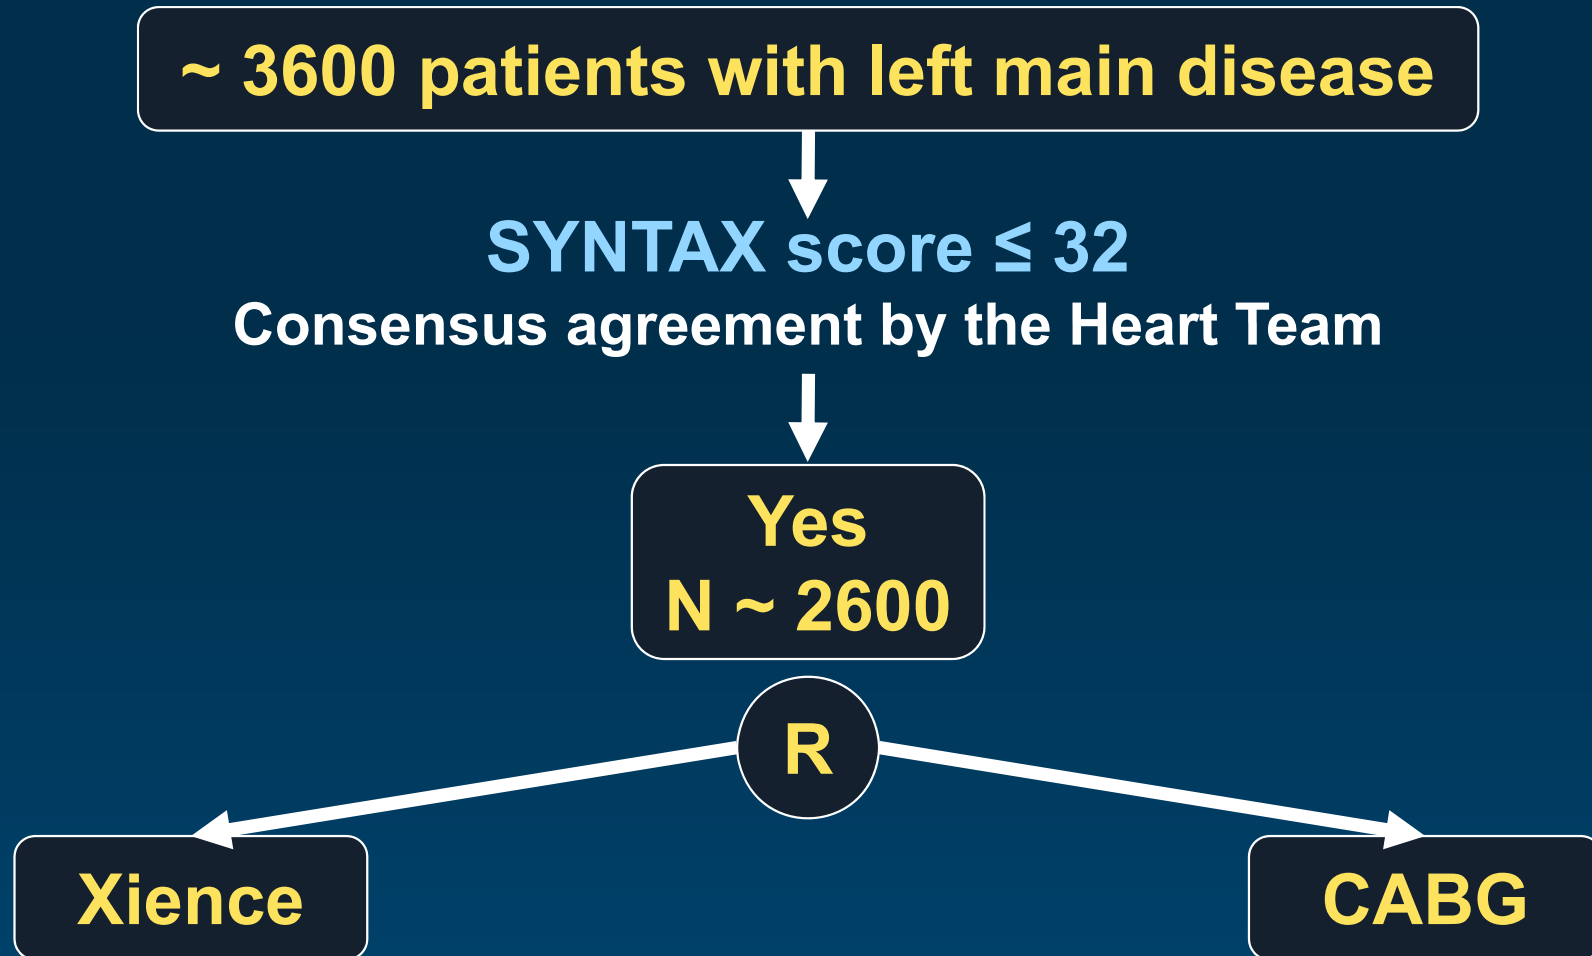 ~ 3600 patients with left main disease
SYNTAX score ≤ 32
Consensus agreement by the Heart Team
Yes
N ~ 2600
R
Xience
CABG